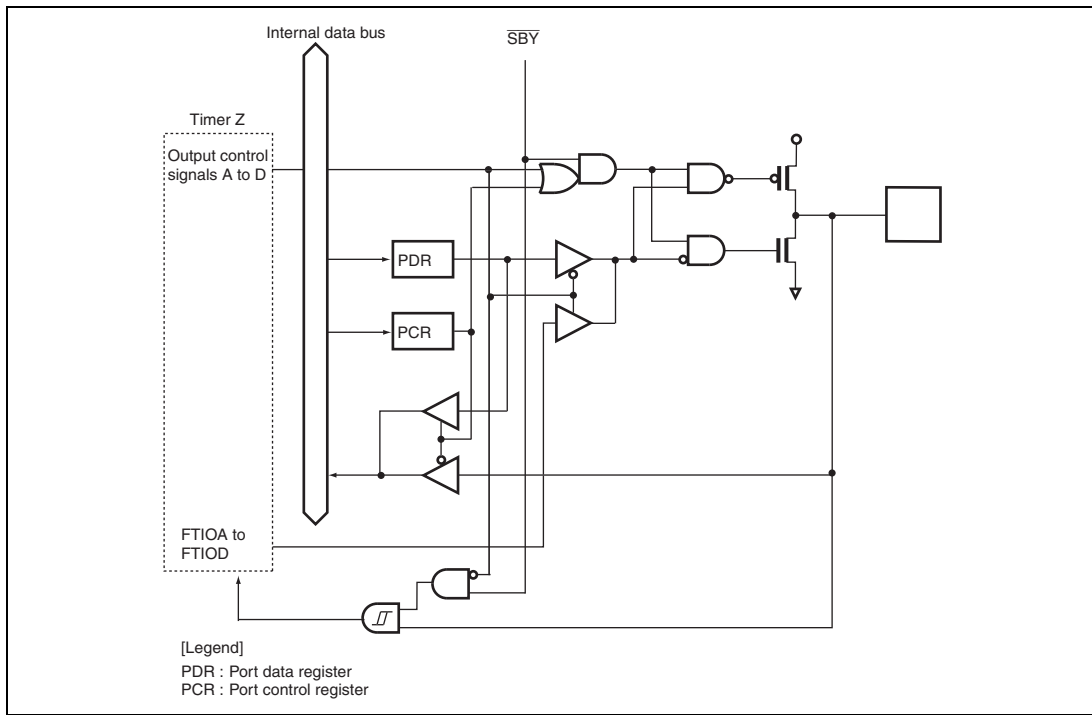 Internal data bus
SBY
Timer Z
Output control
signals A to D
PDR
PCR
FTIOA to
FTIOD
[Legend]
PDR : Port data register
PCR : Port control register